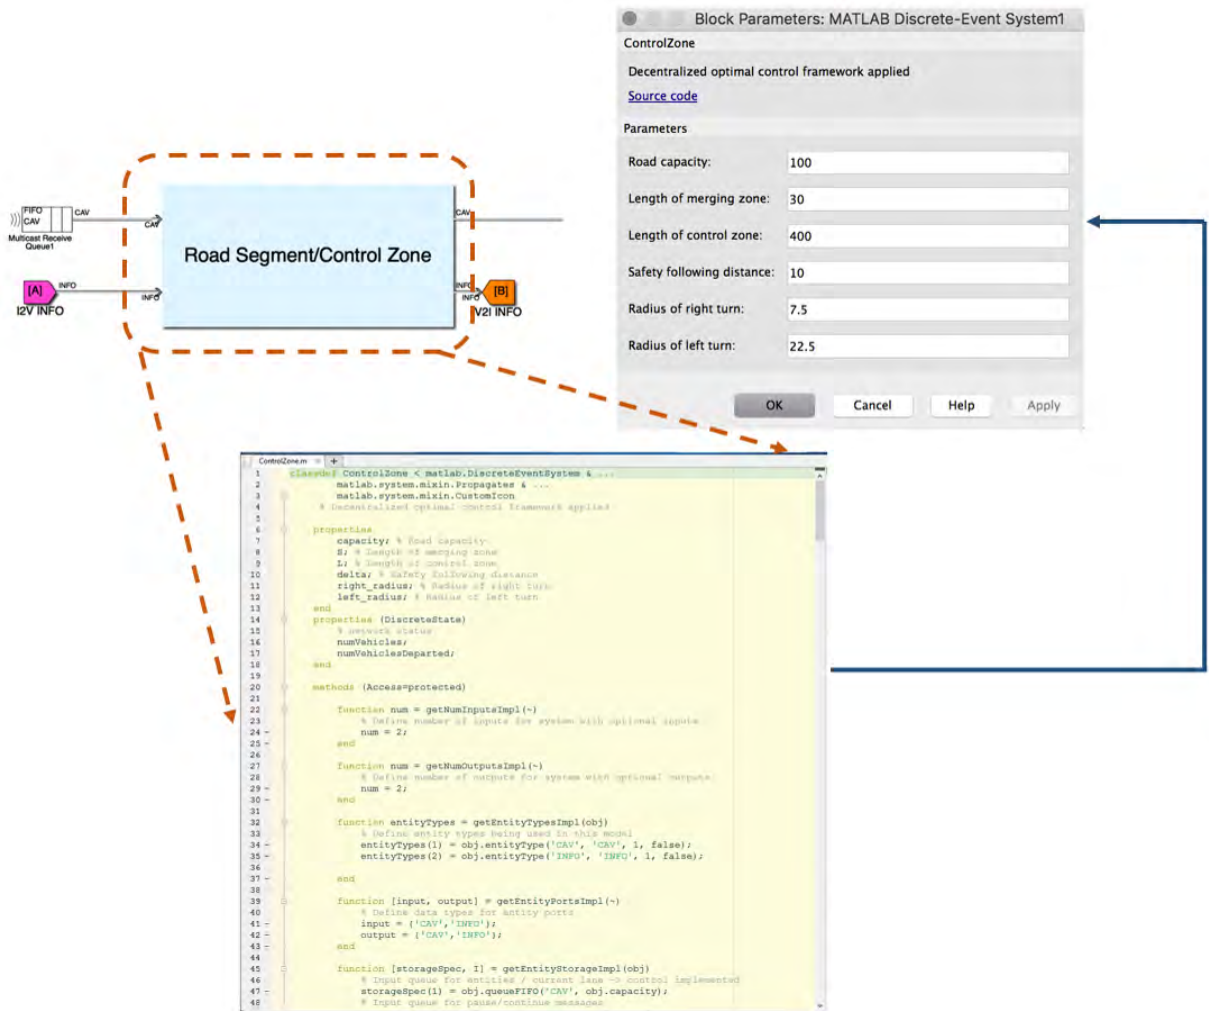 Block Parameters: MATLAB Discrete-Event System1
ControlZone
Decentralized optimal control framework applied
Source code
Parameters
Road capacity: 100
Length of merging zone: 30
Length of control zone: 400
Safety following distance: 10
Radius of right turn: 7.5
Radius of left turn: 22.5
OK Cancel Help Apply
FIFO
CAV
CAV
Multicast Receive
Queue1
CAV
CAV
Road Segment/Control Zone
[A]
INFO
INFO
I2V INFO
INFO
INFO
[B]
V2I INFO
ControlZone.m +
1 classdef ControlZone < matlab.DiscreteEventSystem & ...
2 matlab.system.mixin.Propagates & ...
3 matlab.system.mixin.CustomIcon
4 % Decentralized optimal control framework applied
5
6 properties
7 capacity; % Road capacity
8 S; % Length of merging zone
9 L; % Length of control zone
10 delta; % Safety following distance
11 right_radius; % Radius of right turn
12 left_radius; % Radius of left turn
13 end
14 properties (DiscreteState)
15 % network status
16 numVehicles;
17 numVehiclesDeparted;
18 end
19
20 methods (Access=protected)
21
22 function num = getNumInputsImpl(~)
23 % Define number of inputs for system with optional inputs
24 - num = 2;
25 - end
26
27 function num = getNumOutputsImpl(~)
28 % Define number of outputs for system with optional outputs
29 - num = 2;
30 - end
31
32 function entityTypes = getEntityTypesImpl(obj)
33 % Define entity types being used in this model
34 - entityTypes(1) = obj.entityType('CAV', 'CAV', 1, false);
35 - entityTypes(2) = obj.entityType('INFO', 'INFO', 1, false);
36
37 - end
38
39 function [input, output] = getEntityPortsImpl(~)
40 % Define data types for entity ports
41 - input = {'CAV','INFO'};
42 - output = {'CAV','INFO'};
43 - end
44
45 function [storageSpec, I] = getEntityStorageImpl(obj)
46 % Input queue for entities / current lane -> control implemented
47 - storageSpec(1) = obj.queueFIFO('CAV', obj.capacity);
48 % Input queue for pause/continue messages